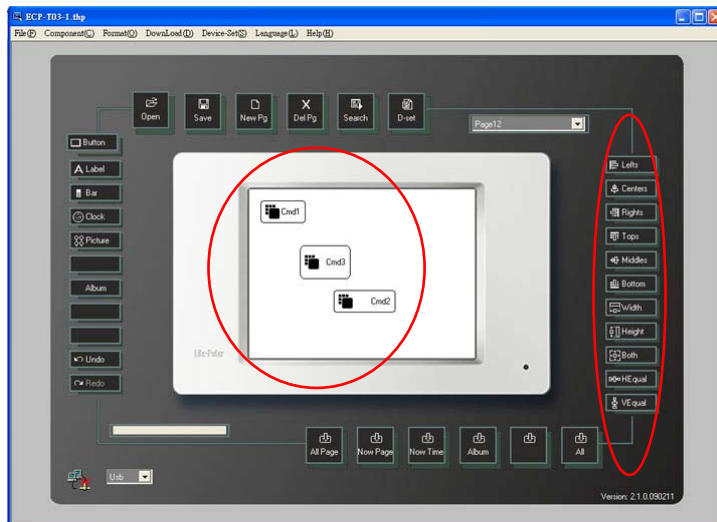 ECP-T03-1.thp
File(F) Component(C) Format(O) DownLoad(D) Device-Set(S) Language(L) Help(H)
Open
Save
New Pg
Del Pg
Search
D-set
Page12
Button
Label
Bar
Clock
Picture
Album
Undo
Redo
Cmd1
Cmd3
Cmd2
Lefts
Centers
Rights
Tops
Middles
Bottom
Width
Height
Both
HEqual
VEqual
All Page
Now Page
Now Time
Album
All
Usb
Version: 2.1.0.090211